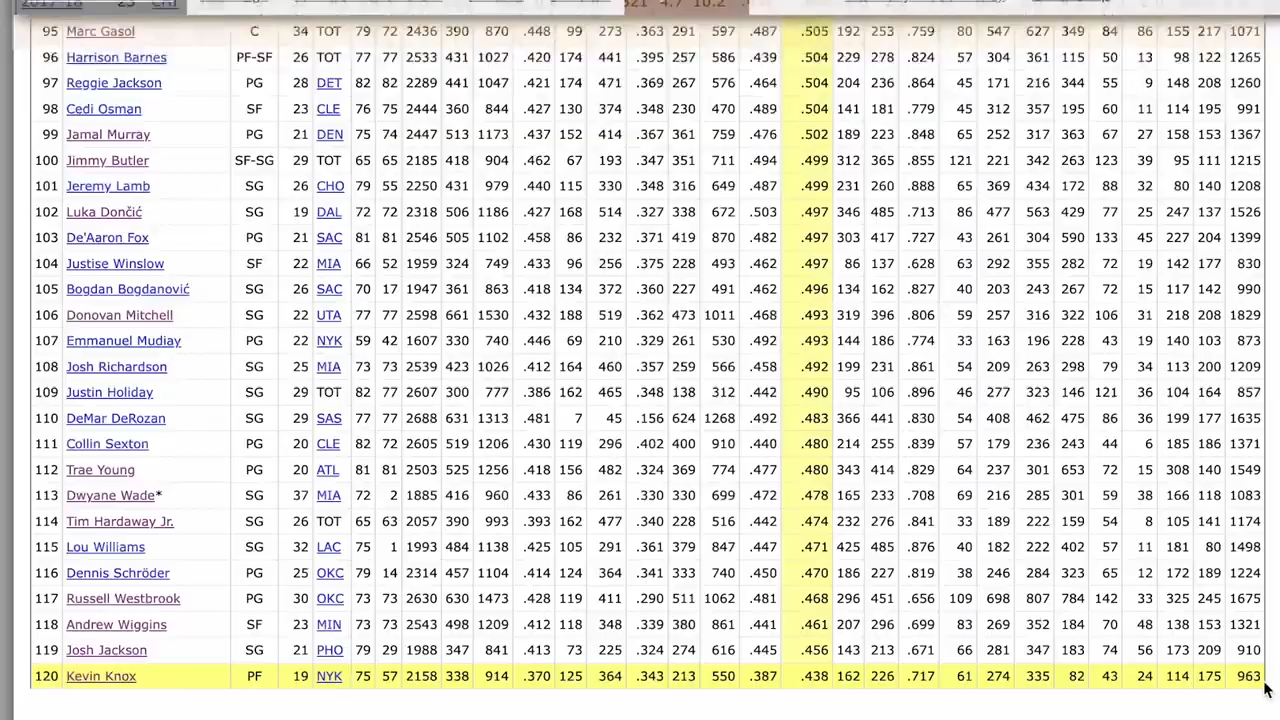 2017-18 23 CHI 321 4.7 10.2
95 Marc Gasol C 34 TOT 79 72 2436 390 870 .448 99 273 .363 291 597 .487 .505 192 253 .759 80 547 627 349 84 86 155 217 1071
96 Harrison Barnes PF-SF 26 TOT 77 77 2533 431 1027 .420 174 441 .395 257 586 .439 .504 229 278 .824 57 304 361 115 50 13 98 122 1265
97 Reggie Jackson PG 28 DET 82 82 2289 441 1047 .421 174 471 .369 267 576 .464 .504 204 236 .864 45 171 216 344 55 9 148 208 1260
98 Cedi Osman SF 23 CLE 76 75 2444 360 844 .427 130 374 .348 230 470 .489 .504 141 181 .779 45 312 357 195 60 11 114 195 991
99 Jamal Murray PG 21 DEN 75 74 2447 513 1173 .437 152 414 .367 361 759 .476 .502 189 223 .848 65 252 317 363 67 27 158 153 1367
100 Jimmy Butler SF-SG 29 TOT 65 65 2185 418 904 .462 67 193 .347 351 711 .494 .499 312 365 .855 121 221 342 263 123 39 95 111 1215
101 Jeremy Lamb SG 26 CHO 79 55 2250 431 979 .440 115 330 .348 316 649 .487 .499 231 260 .888 65 369 434 172 88 32 80 140 1208
102 Luka Dončić SG 19 DAL 72 72 2318 506 1186 .427 168 514 .327 338 672 .503 .497 346 485 .713 86 477 563 429 77 25 247 137 1526
103 De'Aaron Fox PG 21 SAC 81 81 2546 505 1102 .458 86 232 .371 419 870 .482 .497 303 417 .727 43 261 304 590 133 45 227 204 1399
104 Justise Winslow SF 22 MIA 66 52 1959 324 749 .433 96 256 .375 228 493 .462 .497 86 137 .628 63 292 355 282 72 19 142 177 830
105 Bogdan Bogdanović SG 26 SAC 70 17 1947 361 863 .418 134 372 .360 227 491 .462 .496 134 162 .827 40 203 243 267 72 15 117 142 990
106 Donovan Mitchell SG 22 UTA 77 77 2598 661 1530 .432 188 519 .362 473 1011 .468 .493 319 396 .806 59 257 316 322 106 31 218 208 1829
107 Emmanuel Mudiay PG 22 NYK 59 42 1607 330 740 .446 69 210 .329 261 530 .492 .493 144 186 .774 33 163 196 228 43 19 140 103 873
108 Josh Richardson SG 25 MIA 73 73 2539 423 1026 .412 164 460 .357 259 566 .458 .492 199 231 .861 54 209 263 298 79 34 113 200 1209
109 Justin Holiday SG 29 TOT 82 77 2607 300 777 .386 162 465 .348 138 312 .442 .490 95 106 .896 46 277 323 146 121 36 104 164 857
110 DeMar DeRozan SG 29 SAS 77 77 2688 631 1313 .481 7 45 .156 624 1268 .492 .483 366 441 .830 54 408 462 475 86 36 199 177 1635
111 Collin Sexton PG 20 CLE 82 72 2605 519 1206 .430 119 296 .402 400 910 .440 .480 214 255 .839 57 179 236 243 44 6 185 186 1371
112 Trae Young PG 20 ATL 81 81 2503 525 1256 .418 156 482 .324 369 774 .477 .480 343 414 .829 64 237 301 653 72 15 308 140 1549
113 Dwyane Wade* SG 37 MIA 72 2 1885 416 960 .433 86 261 .330 330 699 .472 .478 165 233 .708 69 216 285 301 59 38 166 118 1083
114 Tim Hardaway Jr. SG 26 TOT 65 63 2057 390 993 .393 162 477 .340 228 516 .442 .474 232 276 .841 33 189 222 159 54 8 105 141 1174
115 Lou Williams SG 32 LAC 75 1 1993 484 1138 .425 105 291 .361 379 847 .447 .471 425 485 .876 40 182 222 402 57 11 181 80 1498
116 Dennis Schröder PG 25 OKC 79 14 2314 457 1104 .414 124 364 .341 333 740 .450 .470 186 227 .819 38 246 284 323 65 12 172 189 1224
117 Russell Westbrook PG 30 OKC 73 73 2630 630 1473 .428 119 411 .290 511 1062 .481 .468 296 451 .656 109 698 807 784 142 33 325 245 1675
118 Andrew Wiggins SF 23 MIN 73 73 2543 498 1209 .412 118 348 .339 380 861 .441 .461 207 296 .699 83 269 352 184 70 48 138 153 1321
119 Josh Jackson SG 21 PHO 79 29 1988 347 841 .413 73 225 .324 274 616 .445 .456 143 213 .671 66 281 347 183 74 56 173 209 910
120 Kevin Knox PF 19 NYK 75 57 2158 338 914 .370 125 364 .343 213 550 .387 .438 162 226 .717 61 274 335 82 43 24 114 175 963